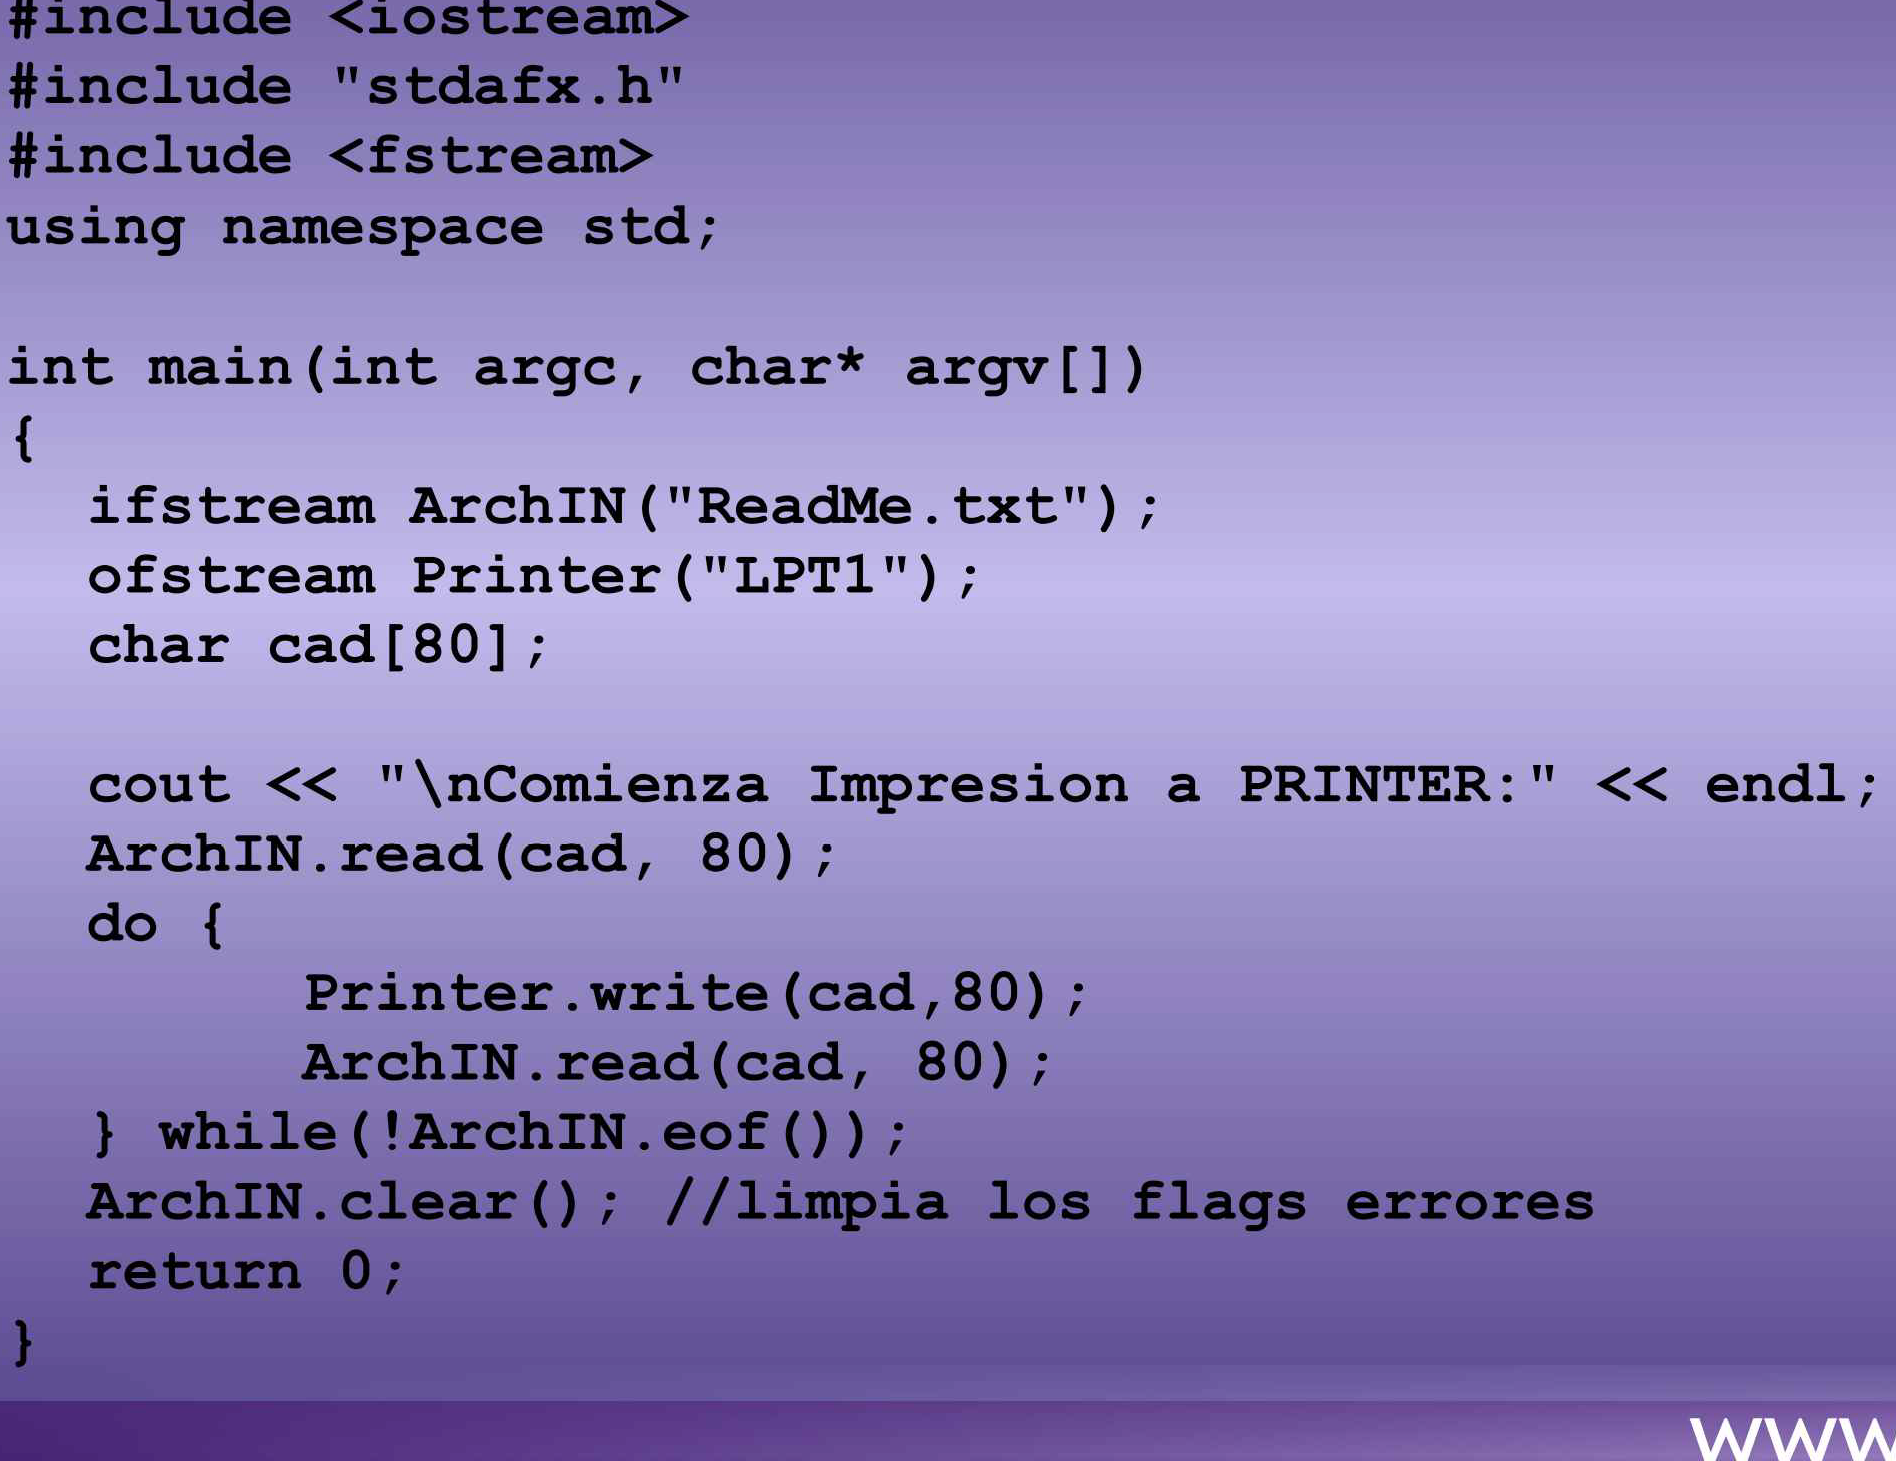 #include <iostream>
#include "stdafx.h"
#include <fstream>
using namespace std;

int main(int argc, char* argv[])
{
  ifstream ArchIN("ReadMe.txt");
  ofstream Printer("LPT1");
  char cad[80];

  cout << "\nComienza Impresion a PRINTER:" << endl;
  ArchIN.read(cad, 80);
  do {
        Printer.write(cad,80);
        ArchIN.read(cad, 80);
  } while(!ArchIN.eof());
  ArchIN.clear(); //limpia los flags errores
  return 0;
}
www